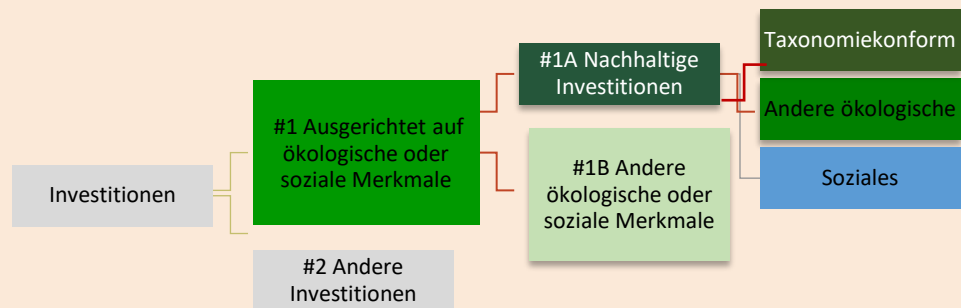 Investitionen
#1 Ausgerichtet auf
ökologische oder
soziale Merkmale
#2 Andere
Investitionen
#1A Nachhaltige
Investitionen
#1B Andere
ökologische oder
soziale Merkmale
Taxonomiekonform
Andere ökologische
Soziales